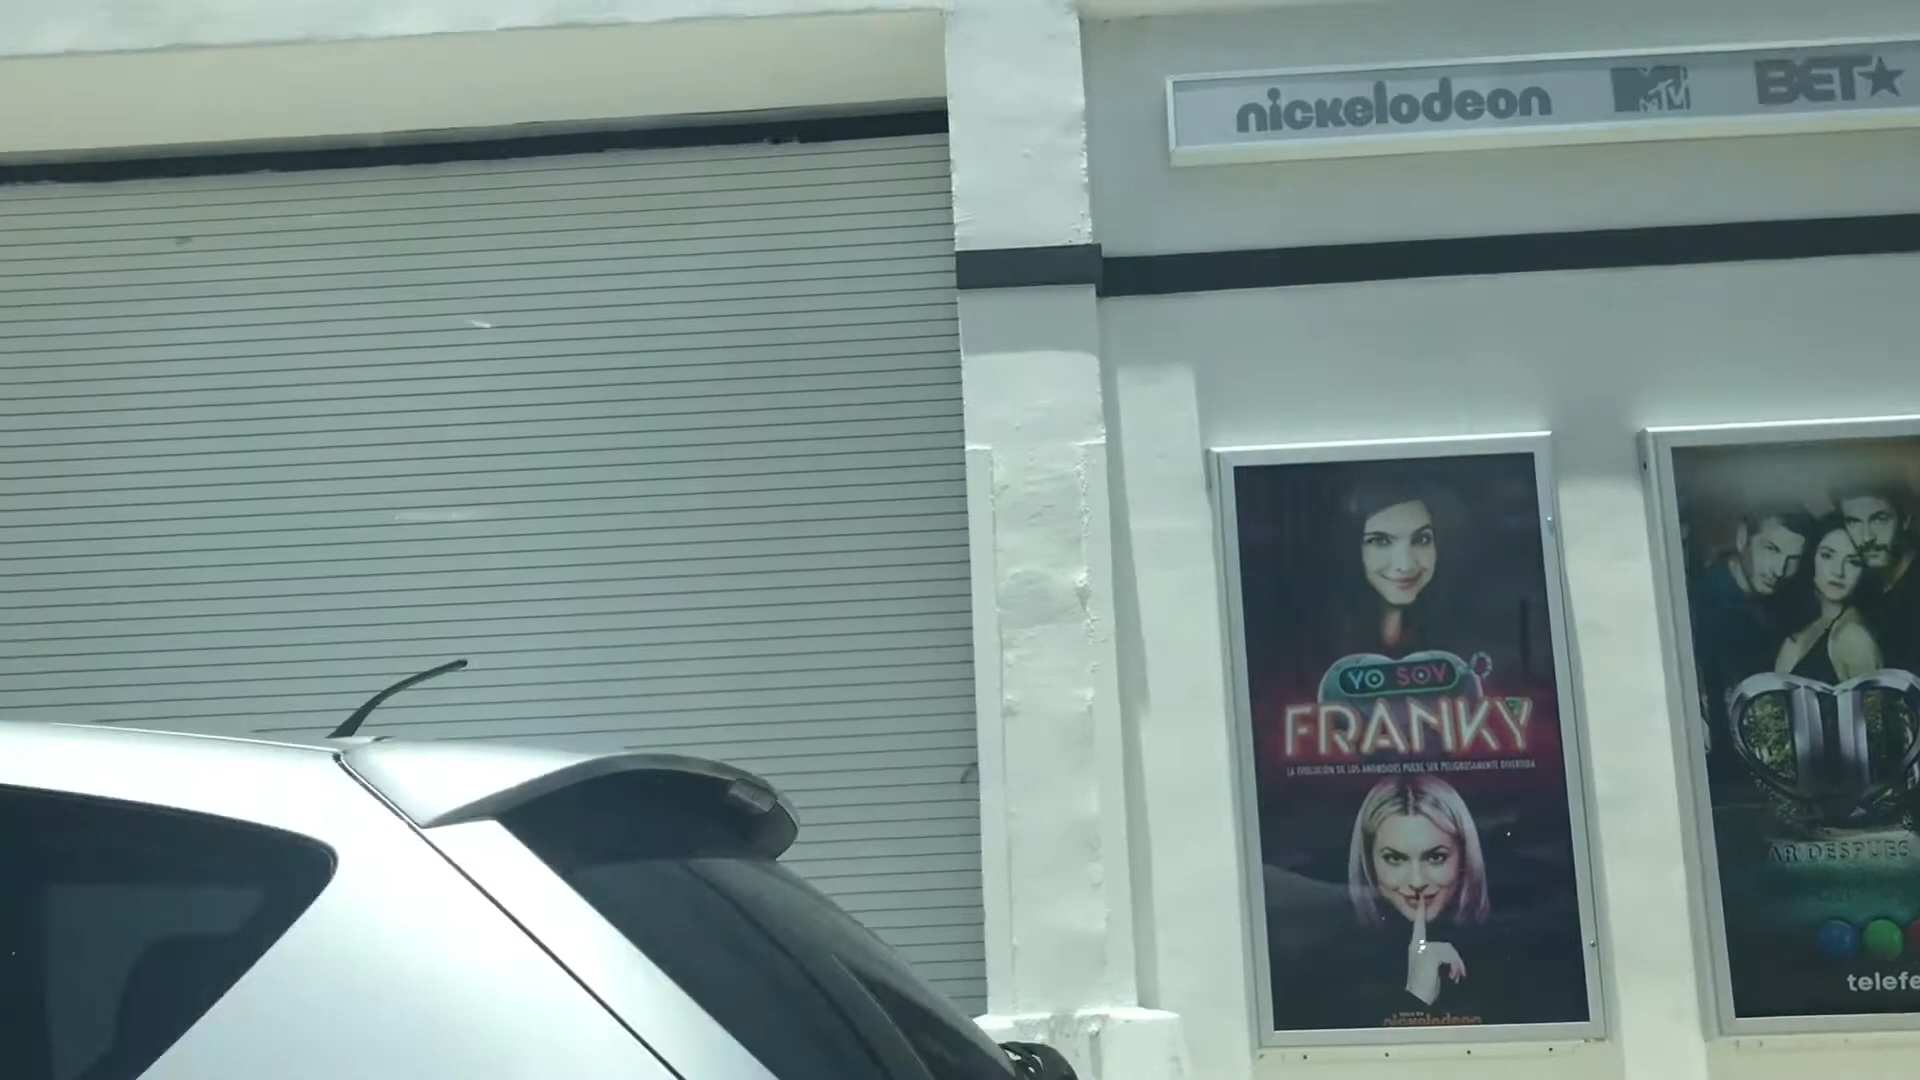 nickelodeon MTV BET
YO SOY
FRANKY
LA EVOLUCIÓN DE LOS ANDROIDES PUEDE SER PELIGROSAMENTE DIVERTIDA
nickelodeon
AR DESPUES
telefe